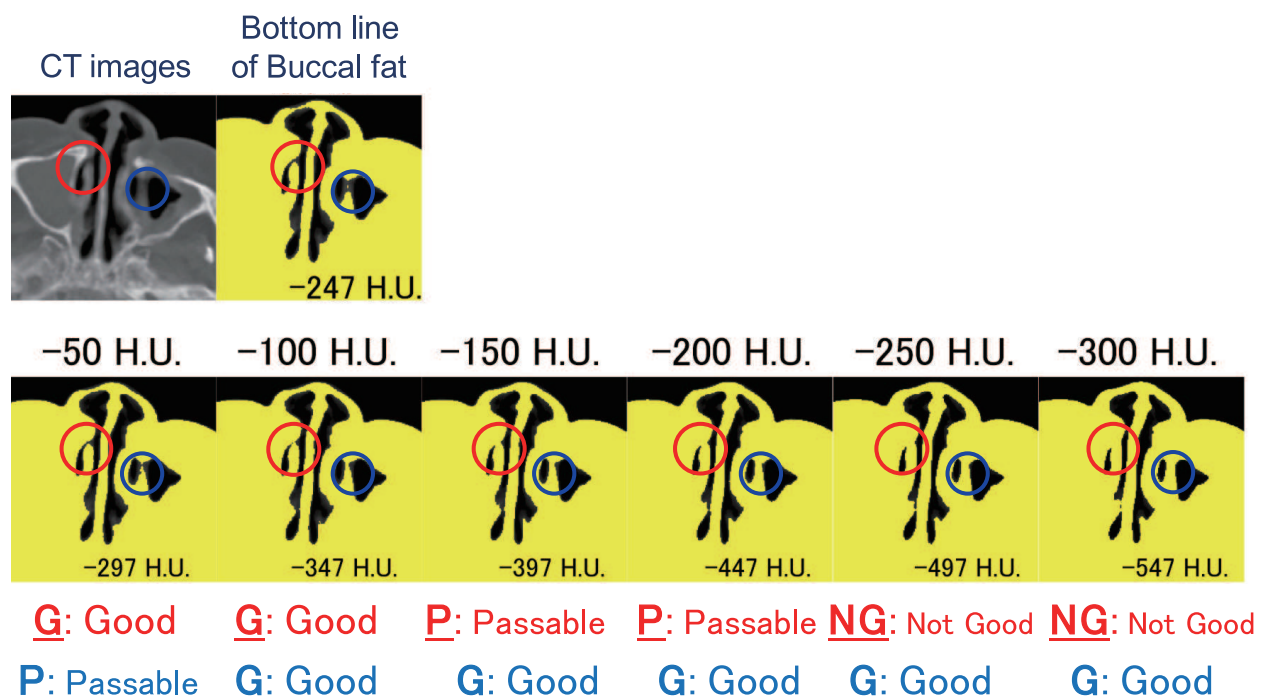 CT images
Bottom line
of Buccal fat
−247 H.U.
−50 H.U. −100 H.U. −150 H.U. −200 H.U. −250 H.U. −300 H.U.
−297 H.U. −347 H.U. −397 H.U. −447 H.U. −497 H.U. −547 H.U.
G: Good G: Good P: Passable P: Passable NG: Not Good NG: Not Good
P: Passable G: Good G: Good G: Good G: Good G: Good